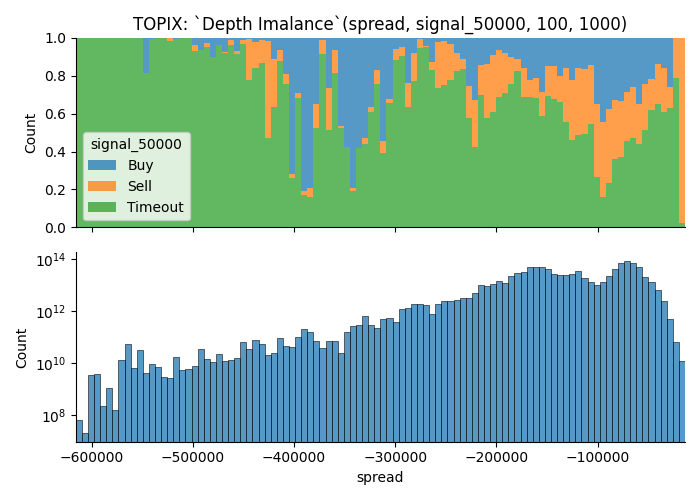 TOPIX: `Depth Imalance`(spread, signal_50000, 100, 1000)
1.0
0.8
0.6
0.4
0.2
0.0
Count
signal_50000
Buy
Sell
Timeout
10^14
10^12
10^10
10^8
Count
−600000 −500000 −400000 −300000 −200000 −100000
spread